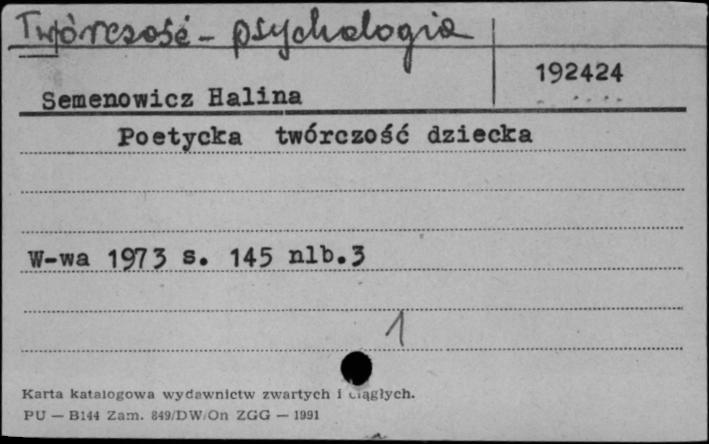 Twórczość - psychologia
192424
Semenowicz Halina
Poetycka twórczość dziecka
W-wa 1973 s. 145 nlb.3
1
Karta katalogowa wydawnictw zwartych i ciągłych.
PU — B144 Zam. 849/DW/On ZGG — 1991